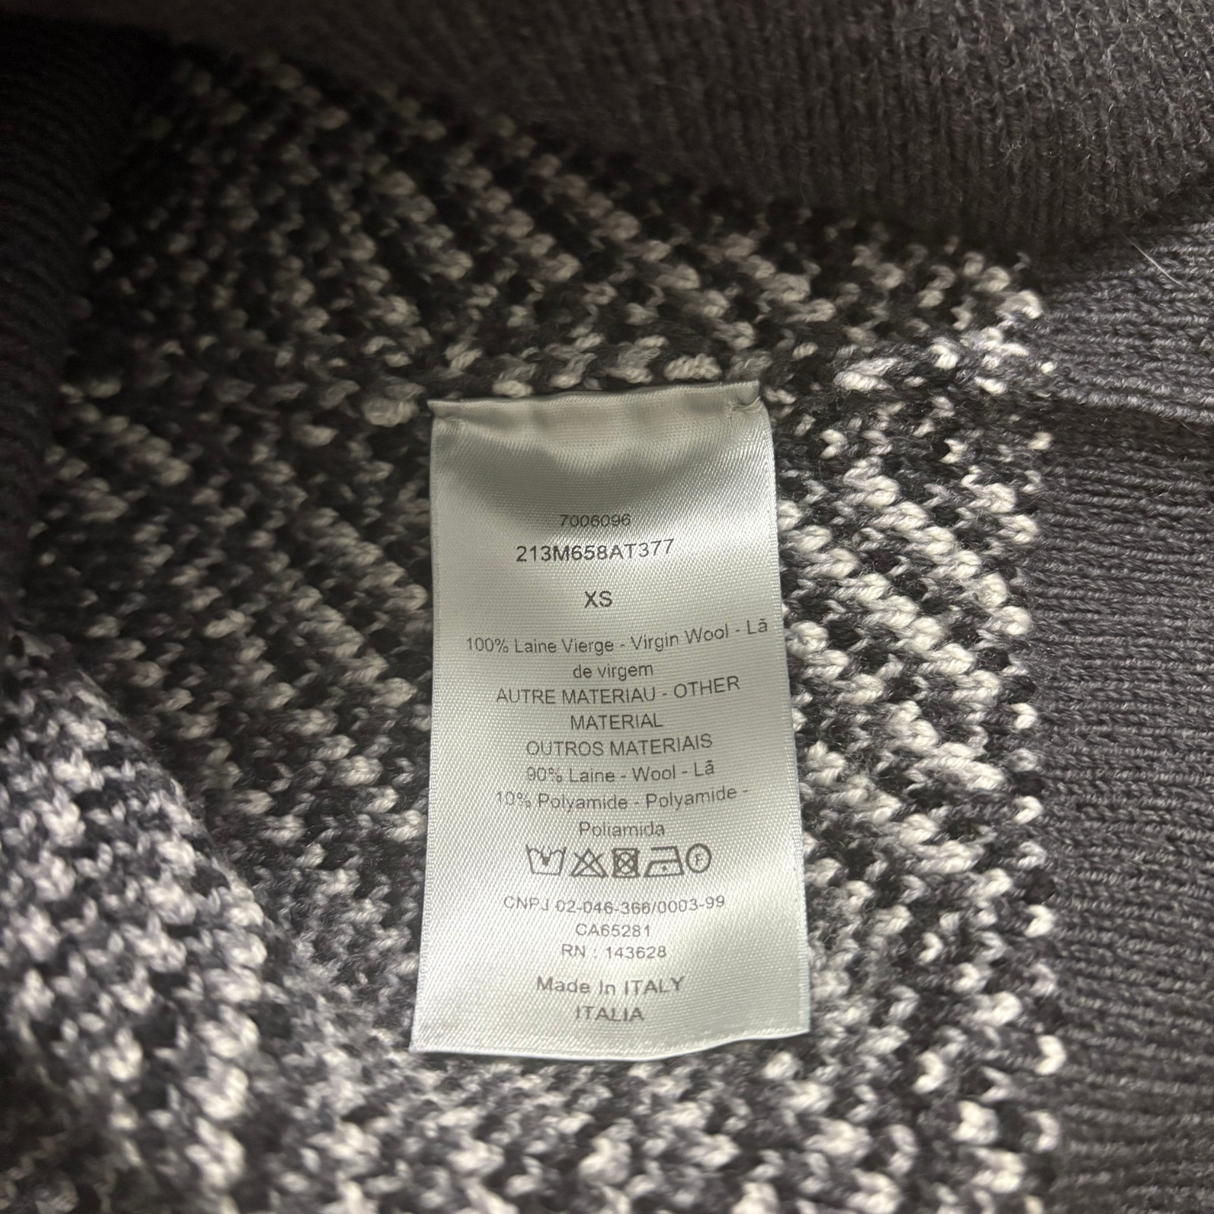 7006096
213M658AT377
XS
100% Laine Vierge - Virgin Wool - Lã
de virgem
AUTRE MATERIAU - OTHER
MATERIAL
OUTROS MATERIAIS
90% Laine - Wool - Lã
10% Polyamide - Polyamide -
Poliamida
F
CNPJ 02-046-366/0003-99
CA65281
RN : 143628
Made In ITALY
ITALIA